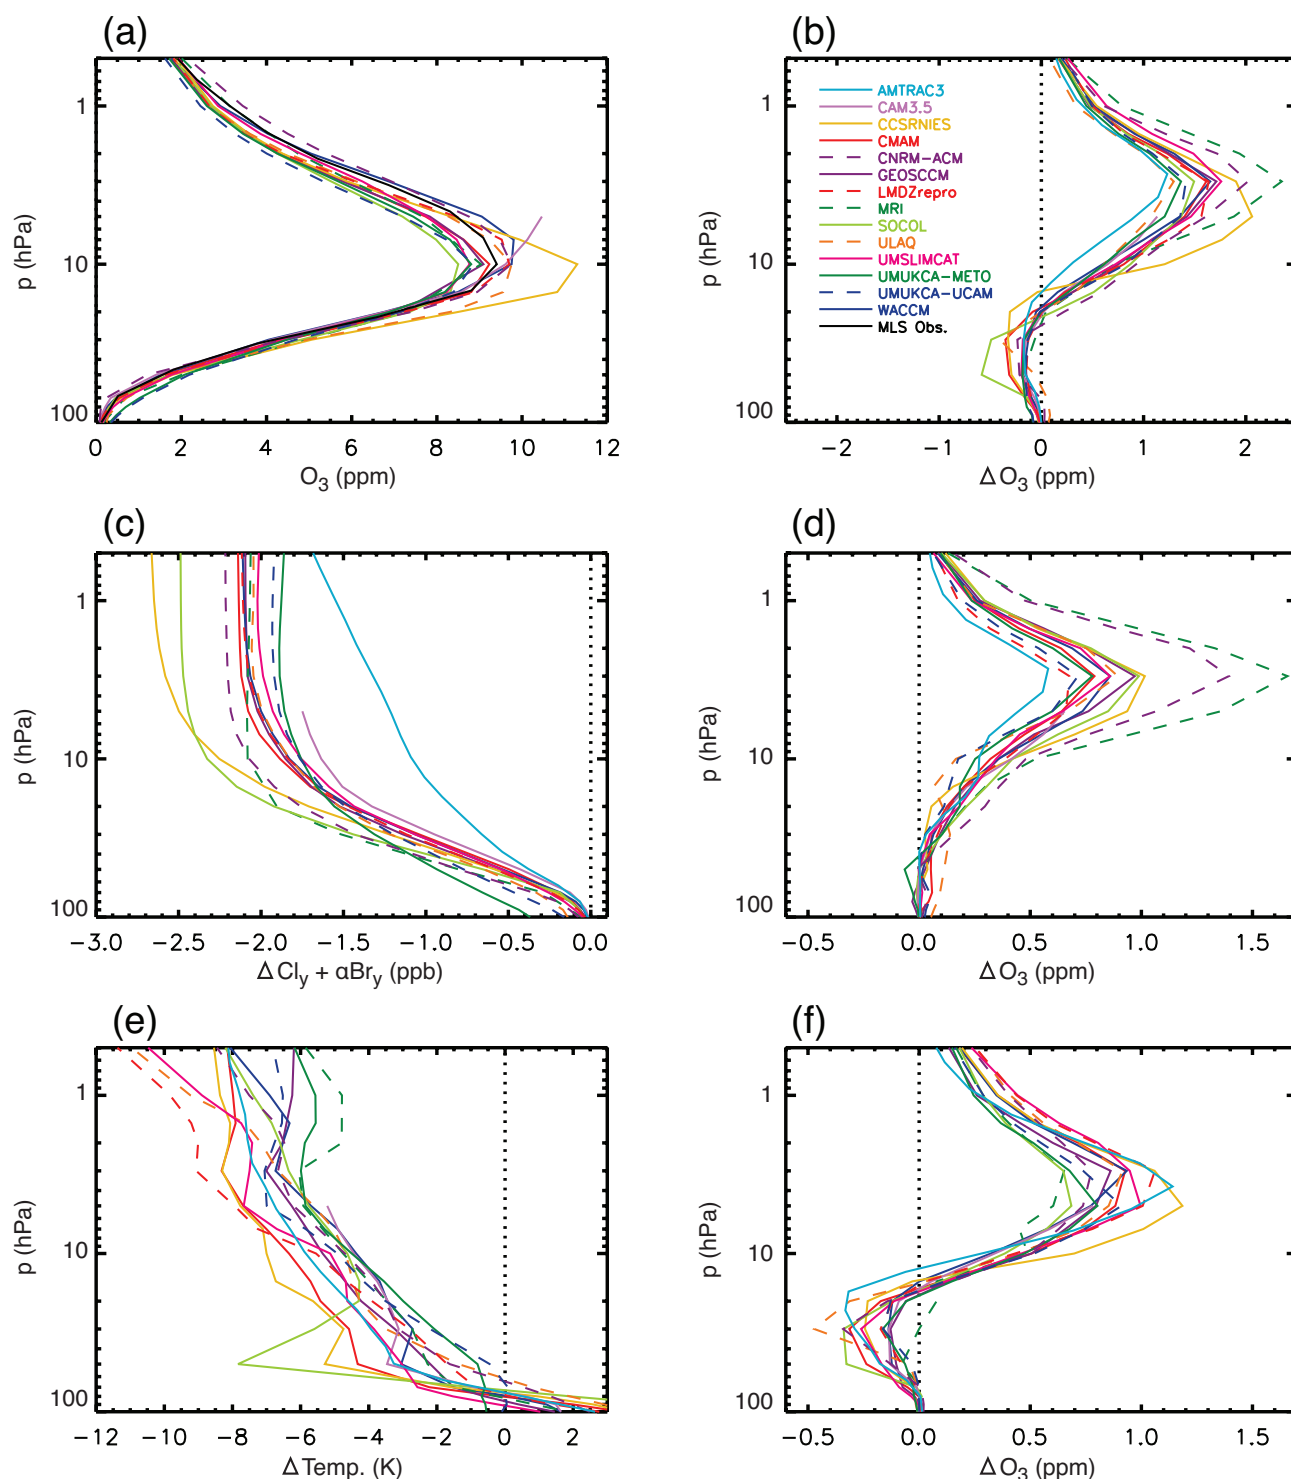 (a)
p (hPa)
1
10
100
0 2 4 6 8 10 12
O3 (ppm)
(b)
p (hPa)
1
10
100
AMTRAC3
CAM3.5
CCSRNIES
CMAM
CNRM-ACM
GEOSCCM
LMDZrepro
MRI
SOCOL
ULAQ
UMSLIMCAT
UMUKCA-METO
UMUKCA-UCAM
WACCM
MLS Obs.
-2 -1 0 1 2
Δ O3 (ppm)
(c)
p (hPa)
1
10
100
-3.0 -2.5 -2.0 -1.5 -1.0 -0.5 0.0
Δ Cly + αBry (ppb)
(d)
p (hPa)
1
10
100
-0.5 0.0 0.5 1.0 1.5
Δ O3 (ppm)
(e)
p (hPa)
1
10
100
-12 -10 -8 -6 -4 -2 0 2
Δ Temp. (K)
(f)
p (hPa)
1
10
100
-0.5 0.0 0.5 1.0 1.5
Δ O3 (ppm)